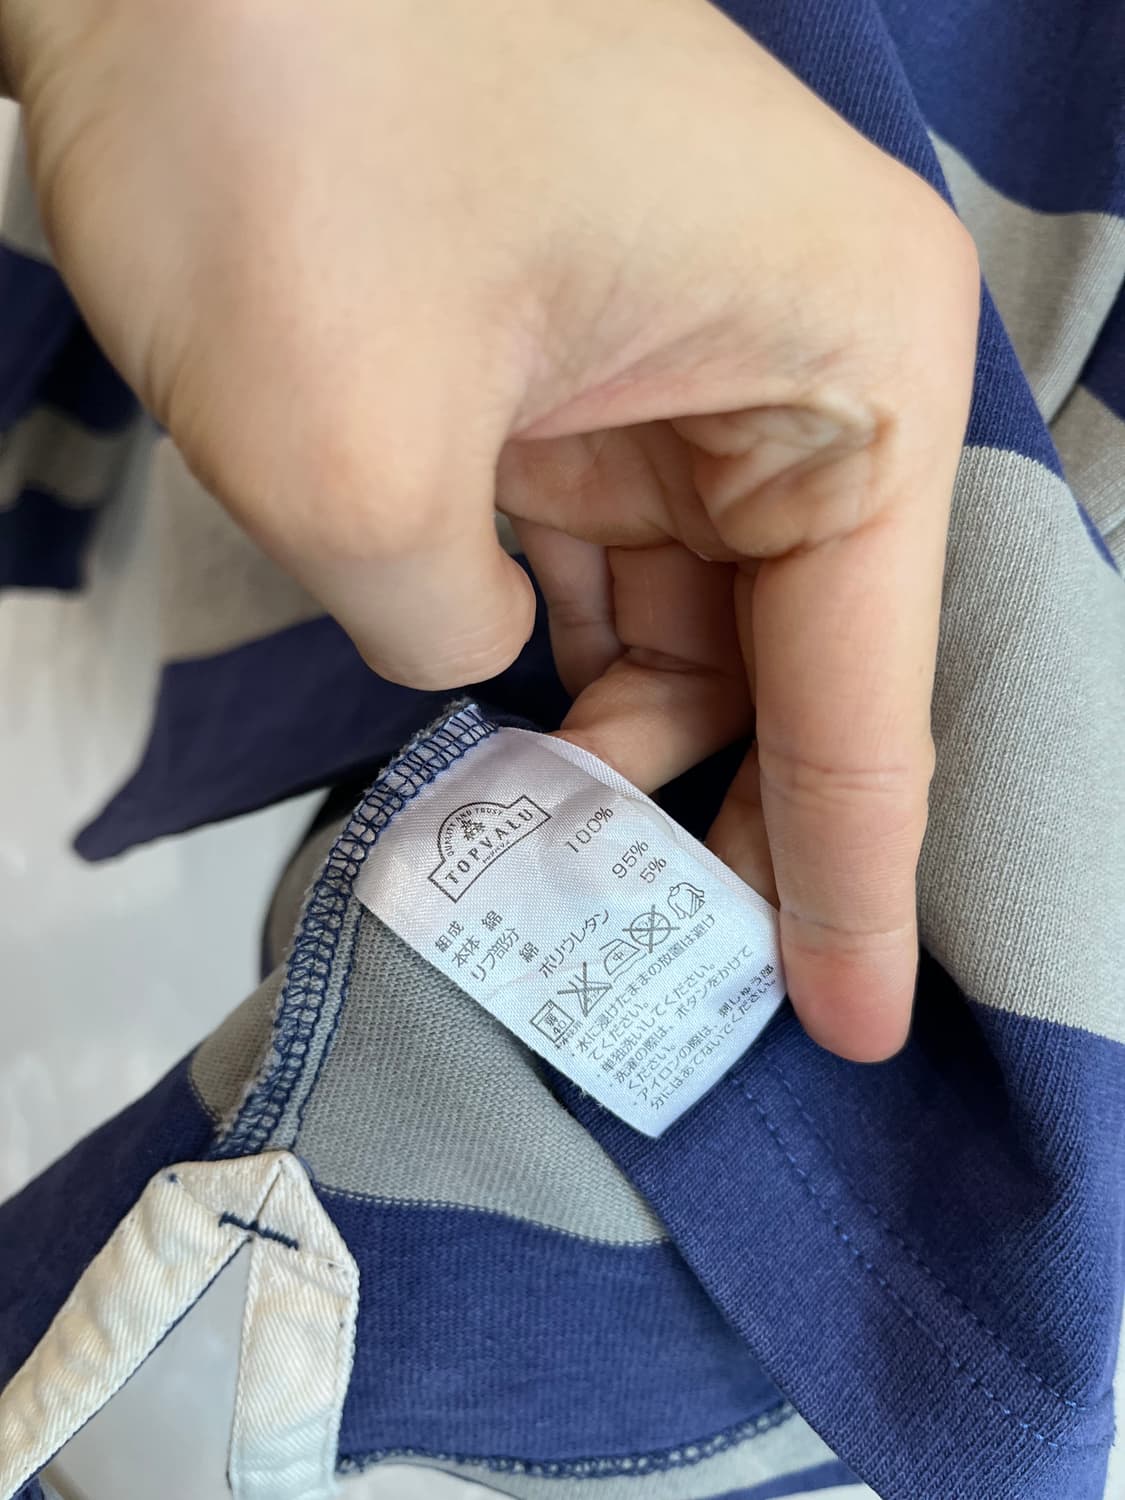 QUALITY AND TRUST
TOPVALU
組成
本体 綿 100%
リブ部分 綿 95%
ポリウレタン 5%
弱
40
中
・水に浸けたままの放置は避け
てください。
・単独洗いしてください。
・洗濯の際は、ボタンをかけて
ください。
・アイロンの際は、刺しゅう部
分にはあてないでください。